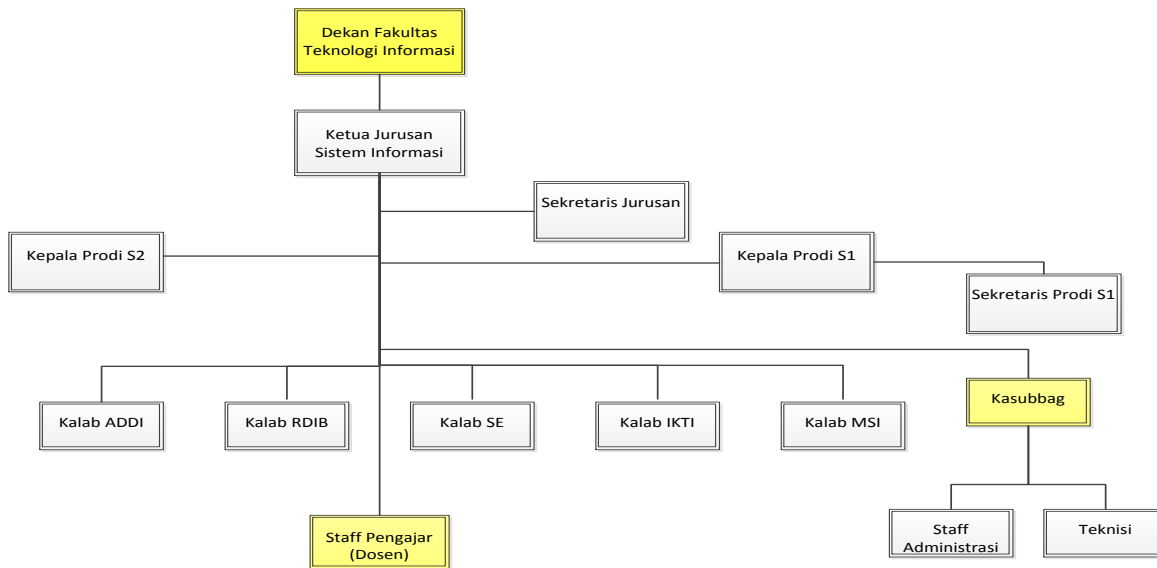 Dekan Fakultas
Teknologi Informasi
Ketua Jurusan
Sistem Informasi
Sekretaris Jurusan
Kepala Prodi S2
Kepala Prodi S1
Sekretaris Prodi S1
Kalab ADDI
Kalab RDIB
Kalab SE
Kalab IKTI
Kalab MSI
Kasubbag
Staff Pengajar
(Dosen)
Staff
Administrasi
Teknisi